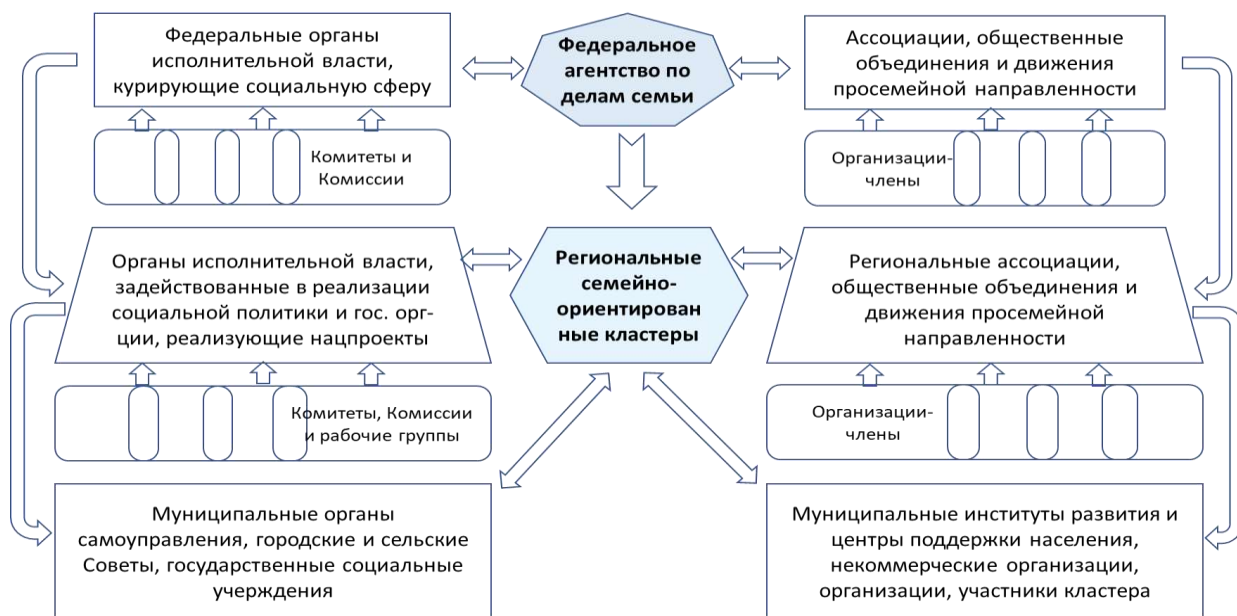 Федеральные органы
исполнительной власти,
курирующие социальную сферу
Федеральное
агентство по
делам семьи
Ассоциации, общественные
объединения и движения
просемейной направленности
Комитеты и
Комиссии
Организации-
члены
Органы исполнительной власти,
задействованные в реализации
социальной политики и гос. орг-
ции, реализующие нацпроекты
Региональные
семейно-
ориентирован
ные кластеры
Региональные ассоциации,
общественные объединения и
движения просемейной
направленности
Комитеты, Комиссии
и рабочие группы
Организации-
члены
Муниципальные органы
самоуправления, городские и сельские
Советы, государственные социальные
учерждения
Муниципальные институты развития и
центры поддержки населения,
некоммерческие организации,
организации, участники кластера